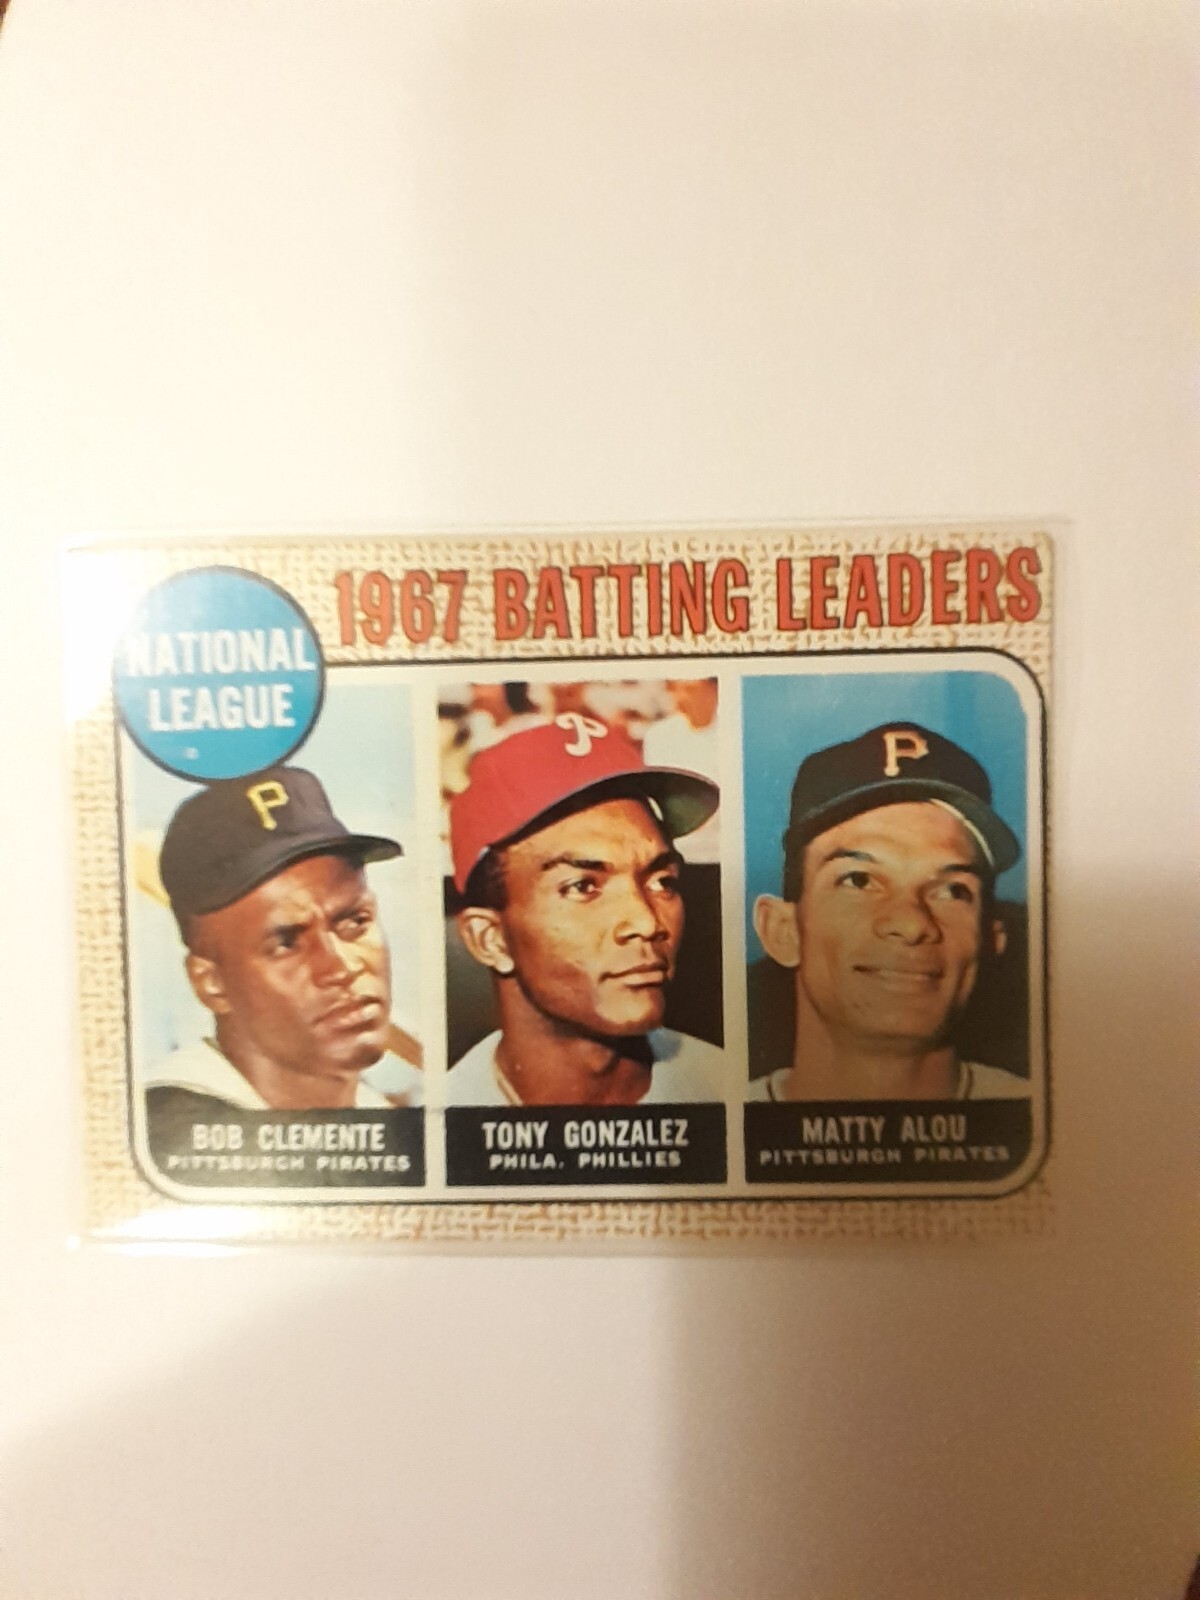 1967 BATTING LEADERS
NATIONAL
LEAGUE
P
P
P
BOB CLEMENTE
PITTSBURGH PIRATES
TONY GONZALEZ
PHILA. PHILLIES
MATTY ALOU
PITTSBURGH PIRATES